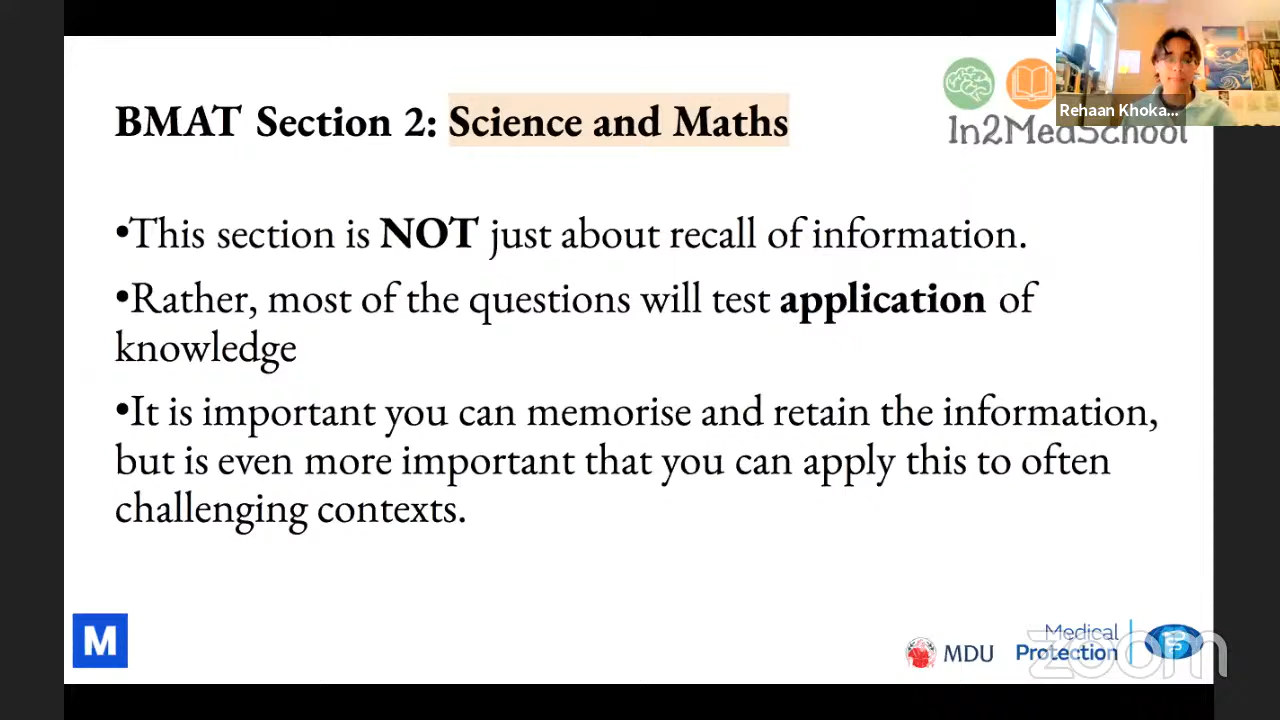 BMAT Section 2: Science and Maths
In2MedSchool
Rehaan Khoka...
•This section is NOT just about recall of information.
•Rather, most of the questions will test application of
knowledge
•It is important you can memorise and retain the information,
but is even more important that you can apply this to often
challenging contexts.
M
MDU
Medical
Protection
zoom